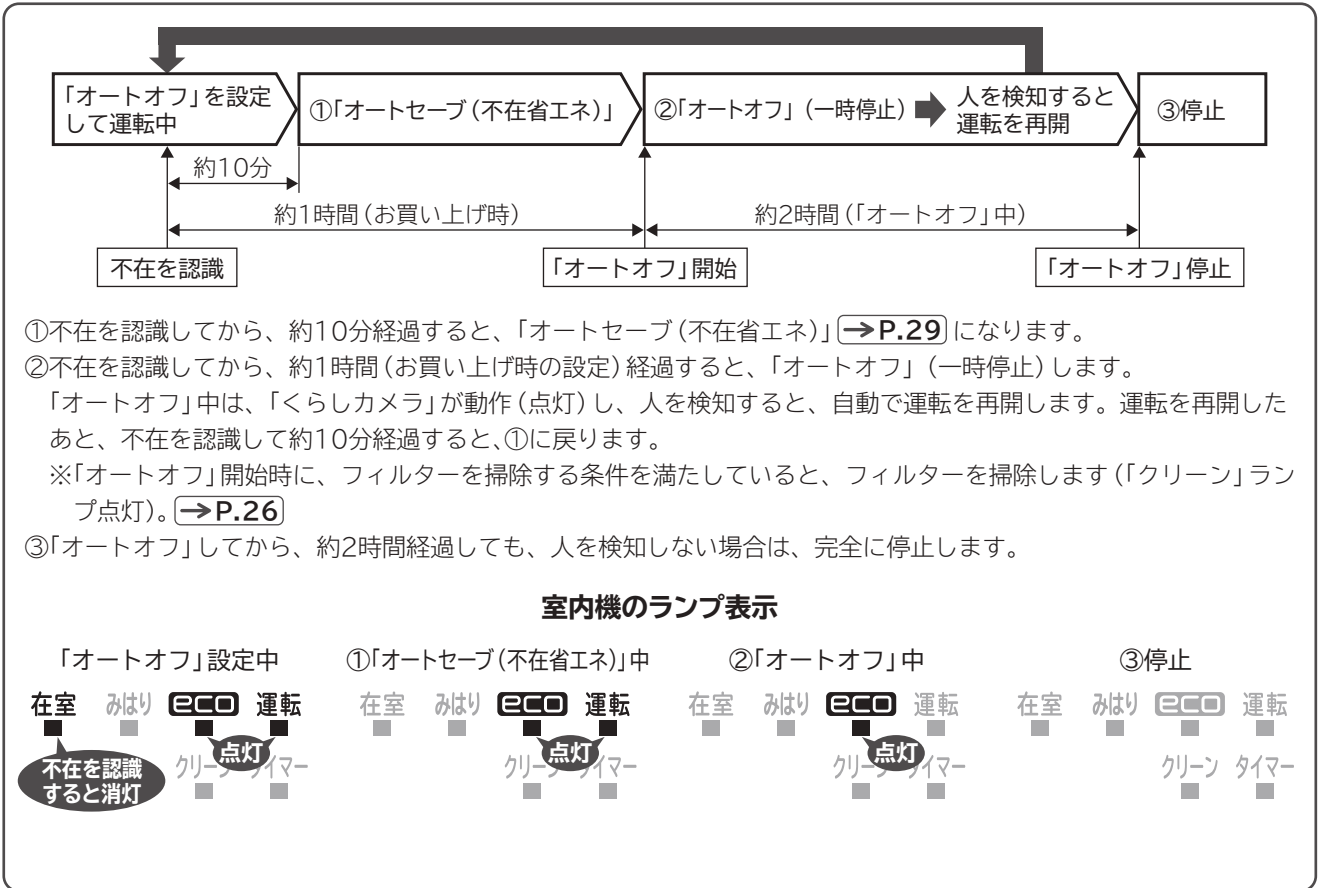 「オートオフ」を設定
して運転中
①「オートセーブ(不在省エネ)」
②「オートオフ」(一時停止)
人を検知すると
運転を再開
③停止
約10分
約1時間(お買い上げ時)
約2時間(「オートオフ」中)
不在を認識
「オートオフ」開始
「オートオフ」停止
①不在を認識してから、約10分経過すると、「オートセーブ(不在省エネ)」→P.29になります。
②不在を認識してから、約1時間(お買い上げ時の設定)経過すると、「オートオフ」(一時停止)します。
「オートオフ」中は、「くらしカメラ」が動作(点灯)し、人を検知すると、自動で運転を再開します。運転を再開した
あと、不在を認識して約10分経過すると、①に戻ります。
※「オートオフ」開始時に、フィルターを掃除する条件を満たしていると、フィルターを掃除します(「クリーン」ラン
プ点灯)。→P.26
③「オートオフ」してから、約2時間経過しても、人を検知しない場合は、完全に停止します。
室内機のランプ表示
「オートオフ」設定中
在室 みはり eco 運転
点灯
クリーン タイマー
不在を認識
すると消灯
①「オートセーブ(不在省エネ)」中
在室 みはり eco 運転
点灯
クリーン タイマー
②「オートオフ」中
在室 みはり eco 運転
点灯
クリーン タイマー
③停止
在室 みはり eco 運転
クリーン タイマー